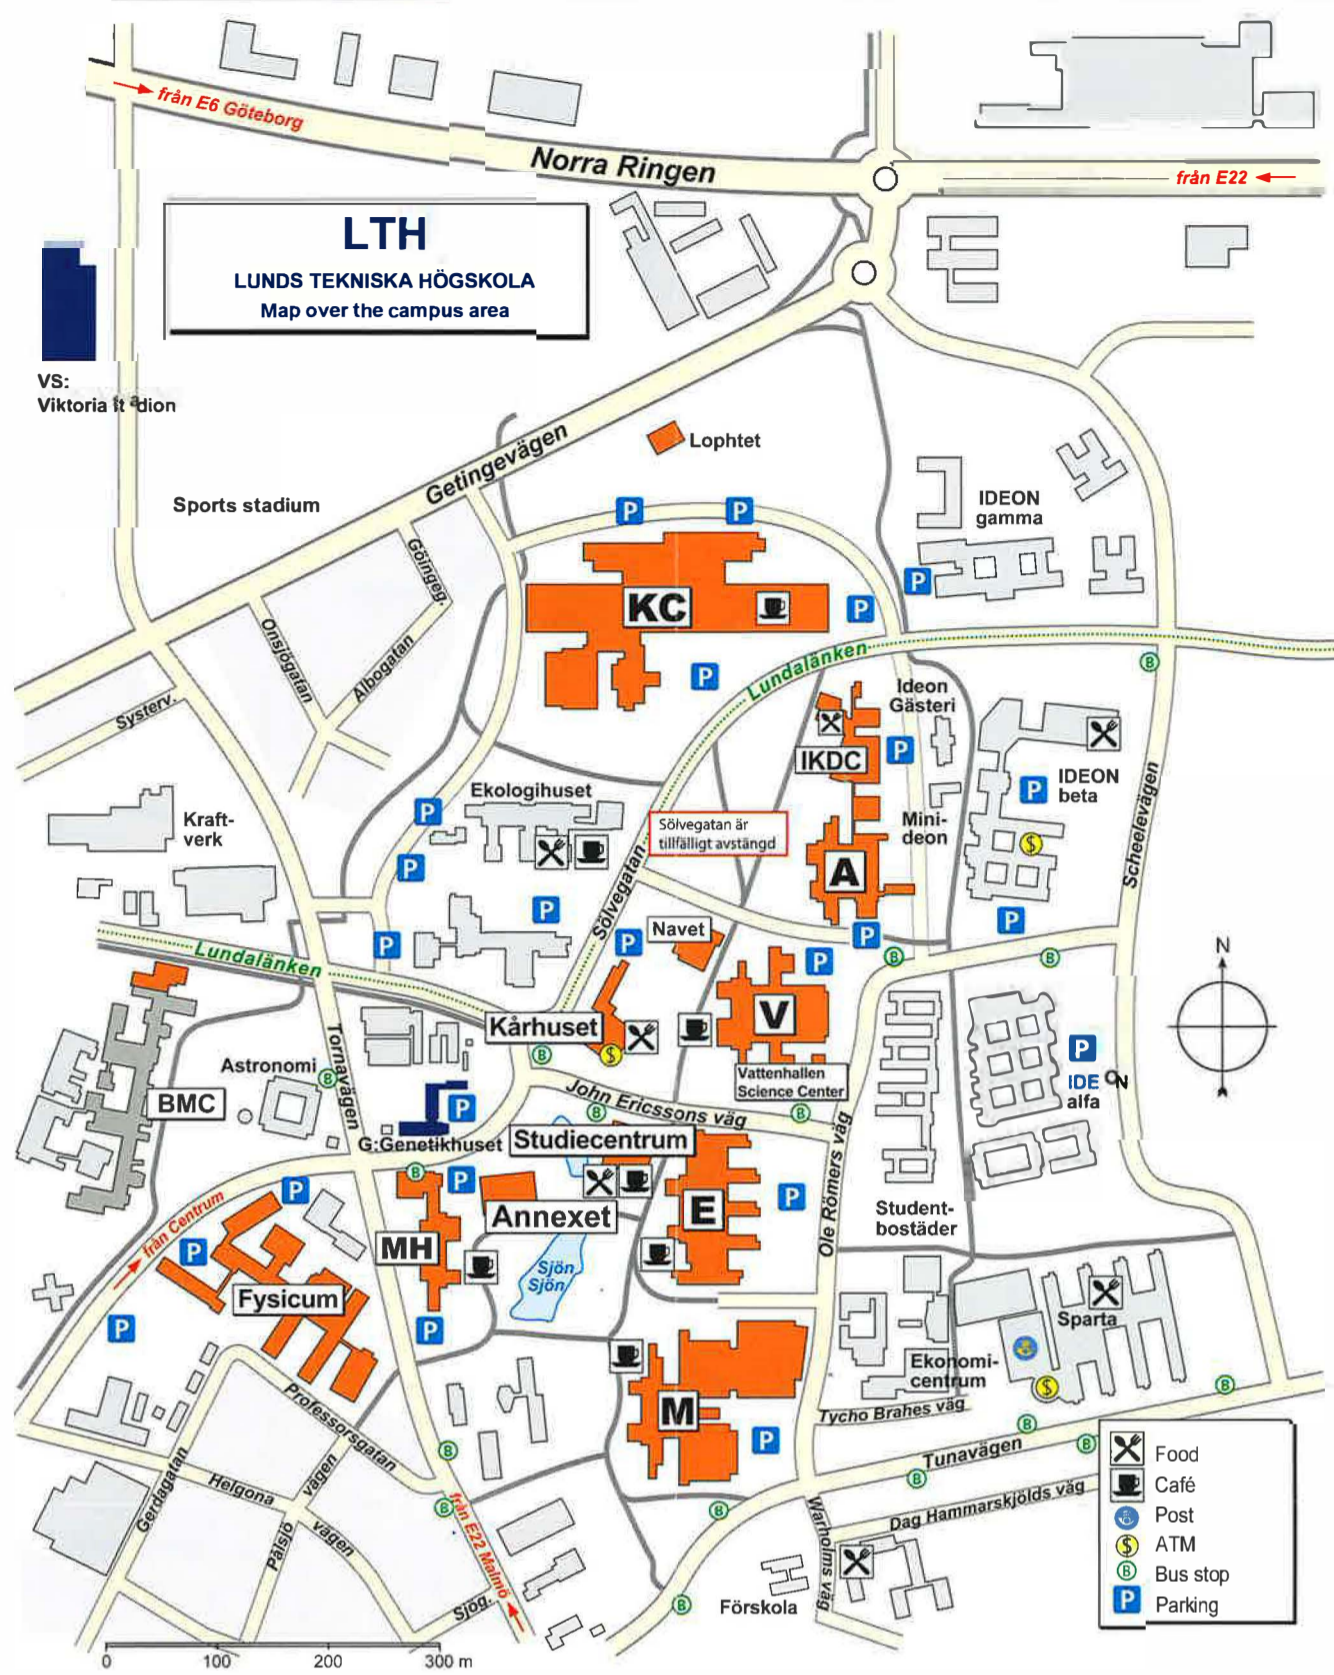 från E6 Göteborg
Norra Ringen
från E22
LTH
LUNDS TEKNISKA HÖGSKOLA
Map over the campus area
VS:
Viktoria stadion
Lophtet
Getingevägen
Sports stadium
IDEON
gamma
P
P
Göingeg.
P
KC
P
Onsjögatan
Albogatan
Lundalänken
B
P
Systerv.
Ideon
Gästeri
IKDC
P
IDEON
beta
P
Ekologihuset
P
Kraft-
verk
Sölvegatan är
tillfälligt avstängd
Mini-
deon
$
Scheelevägen
P
A
Sölvegatan
P
P
Navet
P
P
P
N
Lundalänken
P
B
B
V
Kårhuset
B
$
P
Tornavägen
Astronomi
B
Vattenhallen
Science Center
IDEON
alfa
BMC
P
John Ericssons väg
B
B
G:Genetikhuset
Studiecentrum
B
P
P
P
E
Annexet
Student-
bostäder
Ole Römers väg
från Centrum
P
MH
Sjön
Sjön
Fysicum
P
P
Sparta
M
Ekonomi-
centrum
$
B
Professorsgatan
Tycho Brahes väg
P
B
B
B
Tunavägen
B
Gerdagatan
Helgona
vägen
Pålsjö
vägen
B
från E22 Malmö
B
Warholms väg
Dag Hammarskjölds väg
Förskola
B
Sjög.
Food
Café
Post
$ ATM
B Bus stop
P Parking
0 100 200 300 m